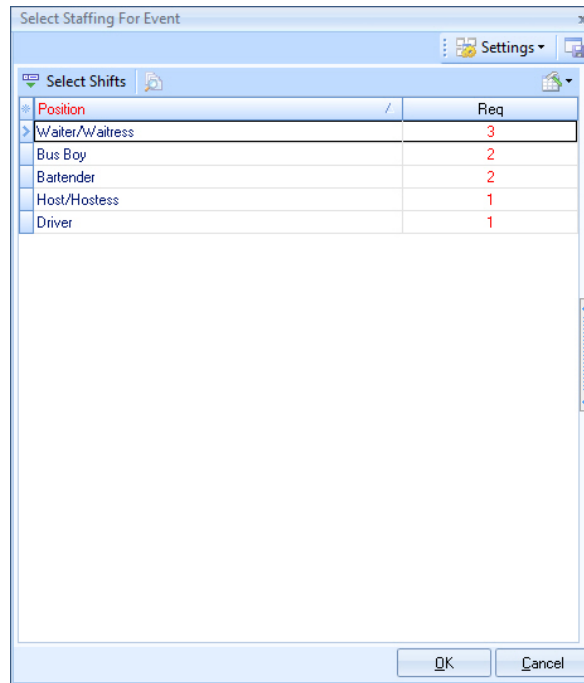 Select Staffing For Event
Settings
Select Shifts
Position Req
Waiter/Waitress 3
Bus Boy 2
Bartender 2
Host/Hostess 1
Driver 1
OK Cancel